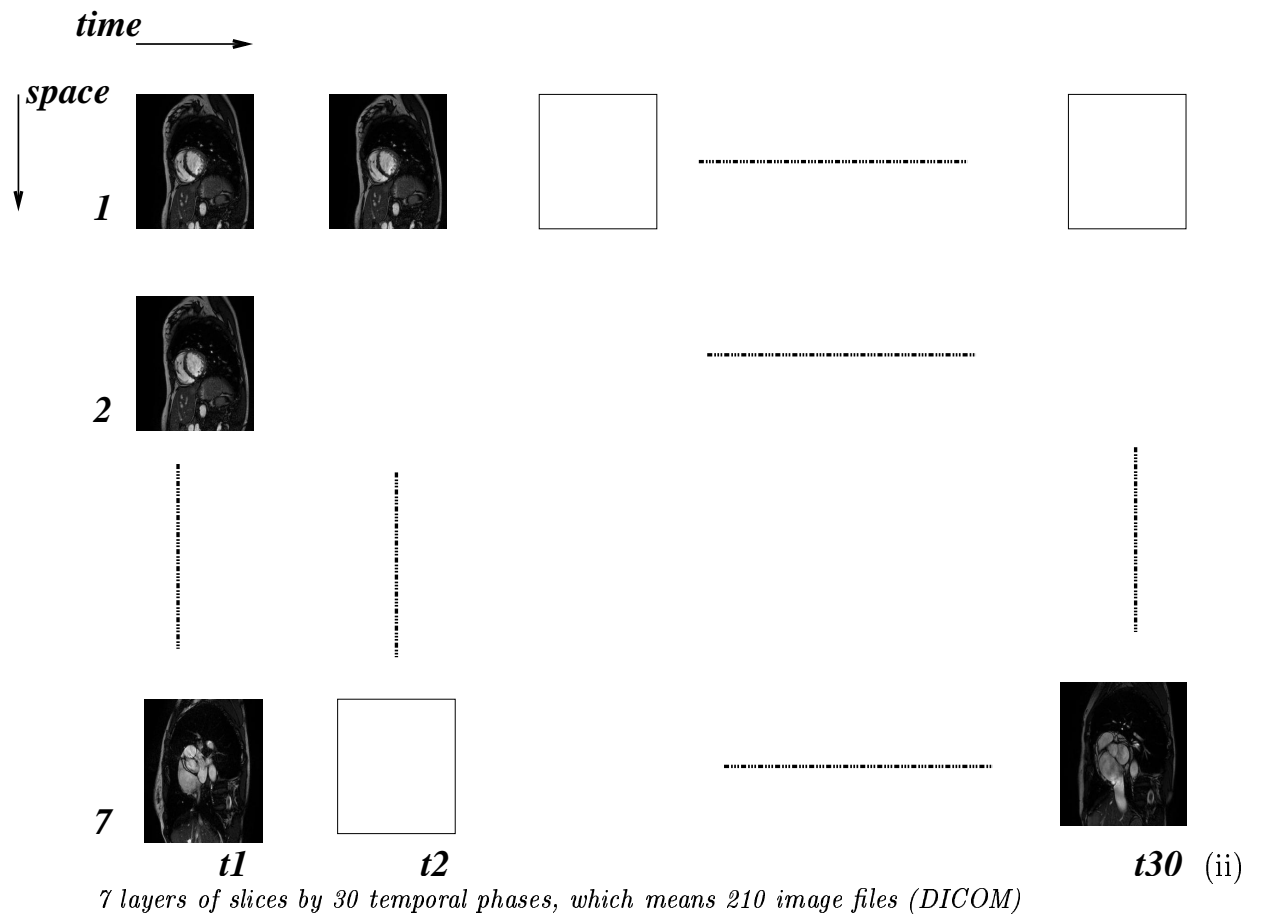 time
space
1
2
7
t1 t2 t30 (ii)
7 layers of slices by 30 temporal phases, which means 210 image files (DICOM)